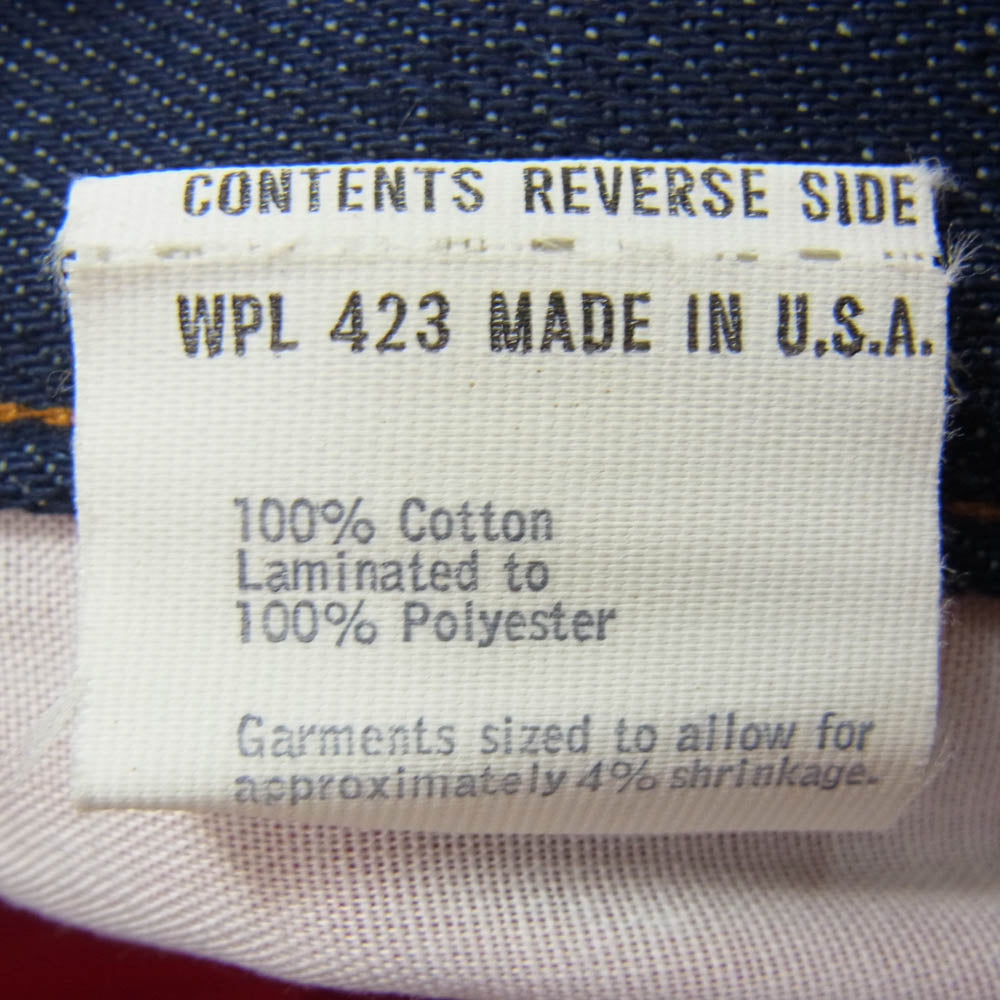 CONTENTS REVERSE SIDE
WPL 423 MADE IN U.S.A.
100% Cotton
Laminated to
100% Polyester
Garments sized to allow for
approximately 4% shrinkage.